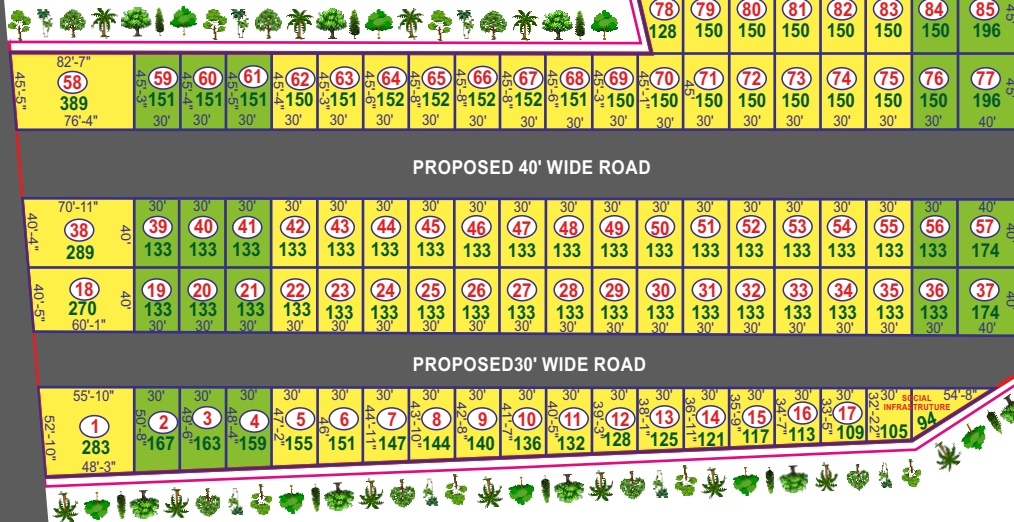 78 79 80 81 82 83 84 85
128 150 150 150 150 150 150 196
45'
82'-7"
45'-5" 45'-3" 45'-4" 45'-5" 45'-4" 45'-3" 45'-6" 45'-8" 45'-8" 45'-8" 45'-6" 45'-3" 45'-1" 45' 45'
58 59 60 61 62 63 64 65 66 67 68 69 70 71 72 73 74 75 76 77
389 151 151 151 150 151 152 152 152 152 151 150 150 150 150 150 150 150 150 196
76'-4" 30' 30' 30' 30' 30' 30' 30' 30' 30' 30' 30' 30' 30' 30' 30' 30' 30' 30' 40'
PROPOSED 40' WIDE ROAD
70'-11" 30' 30' 30' 30' 30' 30' 30' 30' 30' 30' 30' 30' 30' 30' 30' 30' 30' 30' 40'
40'-4" 40' 40'
38 39 40 41 42 43 44 45 46 47 48 49 50 51 52 53 54 55 56 57
289 133 133 133 133 133 133 133 133 133 133 133 133 133 133 133 133 133 133 174
40'-5" 40' 40'
18 19 20 21 22 23 24 25 26 27 28 29 30 31 32 33 34 35 36 37
270 133 133 133 133 133 133 133 133 133 133 133 133 133 133 133 133 133 133 174
60'-1" 30' 30' 30' 30' 30' 30' 30' 30' 30' 30' 30' 30' 30' 30' 30' 30' 30' 30' 40'
PROPOSED30' WIDE ROAD
55'-10" 30' 30' 30' 30' 30' 30' 30' 30' 30' 30' 30' 30' 30' 30' 30' 30' 30' 54'-8"
SOCIAL
INFRASTRUTURE
52'-10" 50'-8" 49'-6" 48'-4" 47'-2" 46' 44'-11" 43'-10" 42'-8" 41'-7" 40'-5" 39'-3" 38'-1" 36'-11" 35'-9" 34'-7" 33'-5" 32'-22"
1 2 3 4 5 6 7 8 9 10 11 12 13 14 15 16 17
283 167 163 159 155 151 147 144 140 136 132 128 125 121 117 113 109 105 94
48'-3"